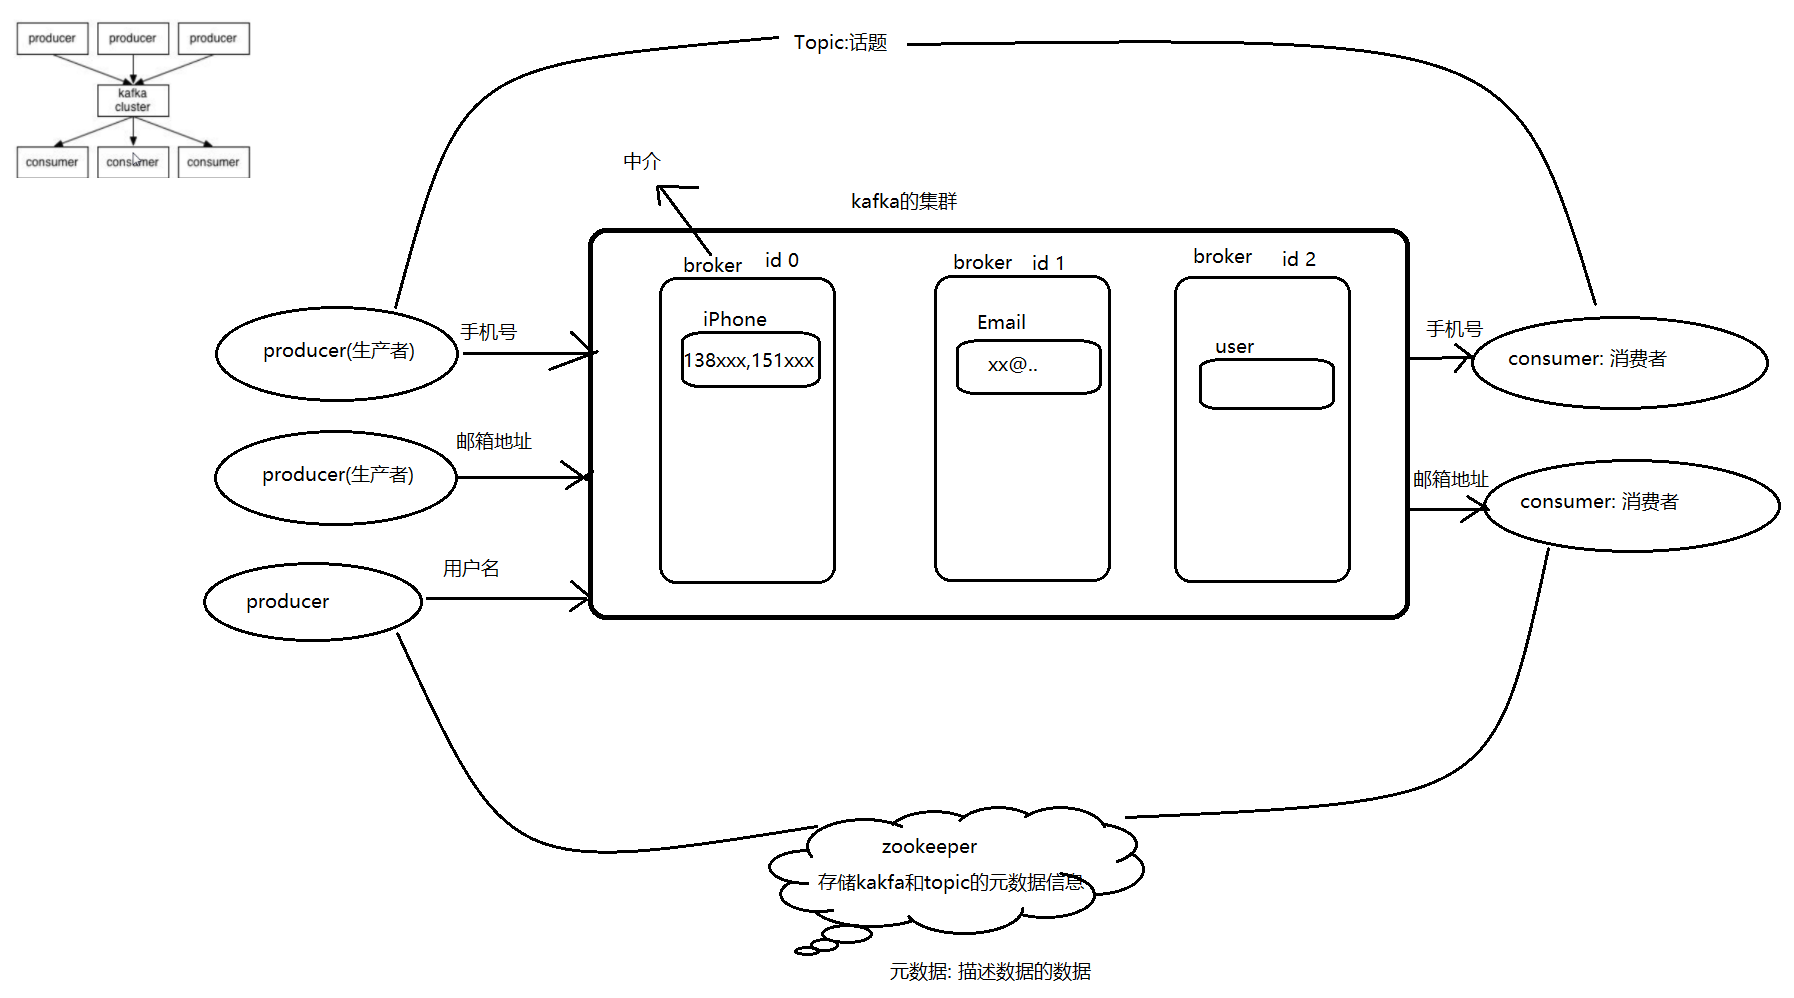 producer
producer
producer
kafka
cluster
consumer
consumer
consumer
Topic:话题
中介
kafka的集群
broker
id 0
broker
id 1
broker
id 2
iPhone
138xxx,151xxx
Email
xx@..
user
producer(生产者)
手机号
producer(生产者)
邮箱地址
producer
用户名
手机号
consumer: 消费者
邮箱地址
consumer: 消费者
zookeeper
存储kakfa和topic的元数据信息
元数据: 描述数据的数据